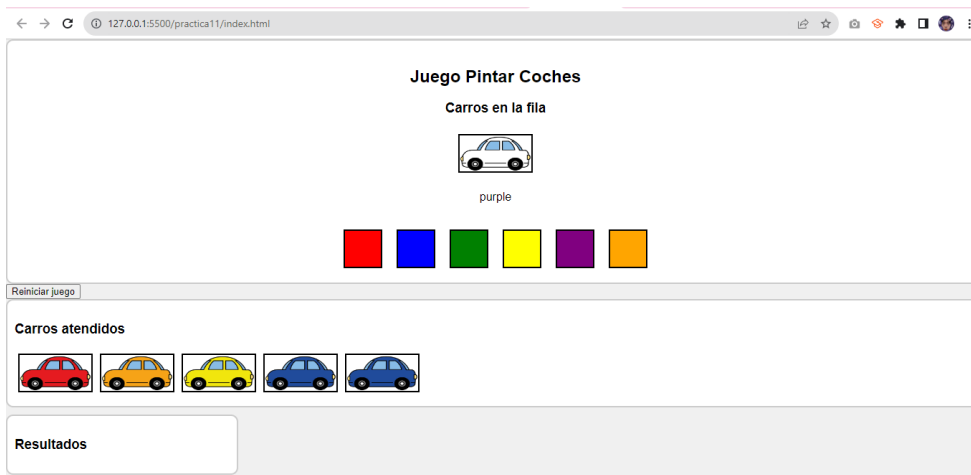 127.0.0.1:5500/practica11/index.html
Juego Pintar Coches
Carros en la fila
purple
Reiniciar juego
Carros atendidos
Resultados